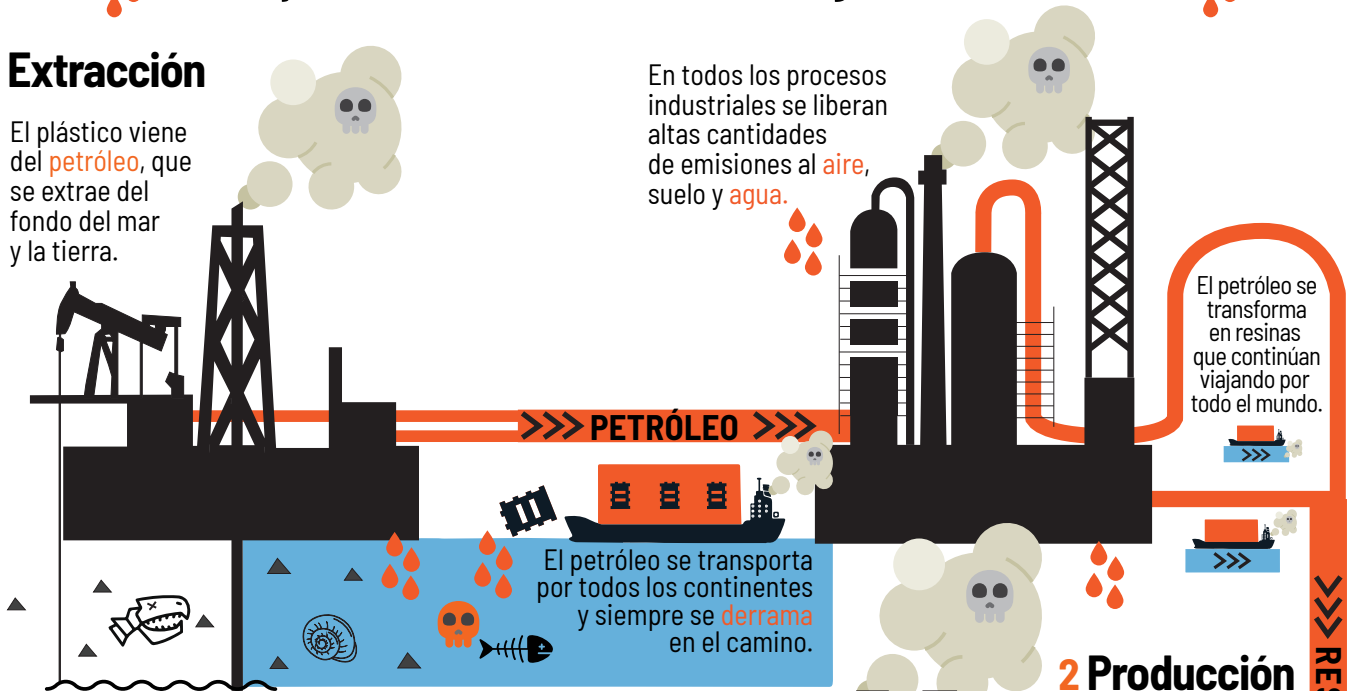 Extracción
El plástico viene
del petróleo, que
se extrae del
fondo del mar
y la tierra.
En todos los procesos
industriales se liberan
altas cantidades
de emisiones al aire,
suelo y agua.
El petróleo se
transforma
en resinas
que continúan
viajando por
todo el mundo.
>>> PETRÓLEO >>>
El petróleo se transporta
por todos los continentes
y siempre se derrama
en el camino.
>>>
>>>
2 Producción
>>> RES